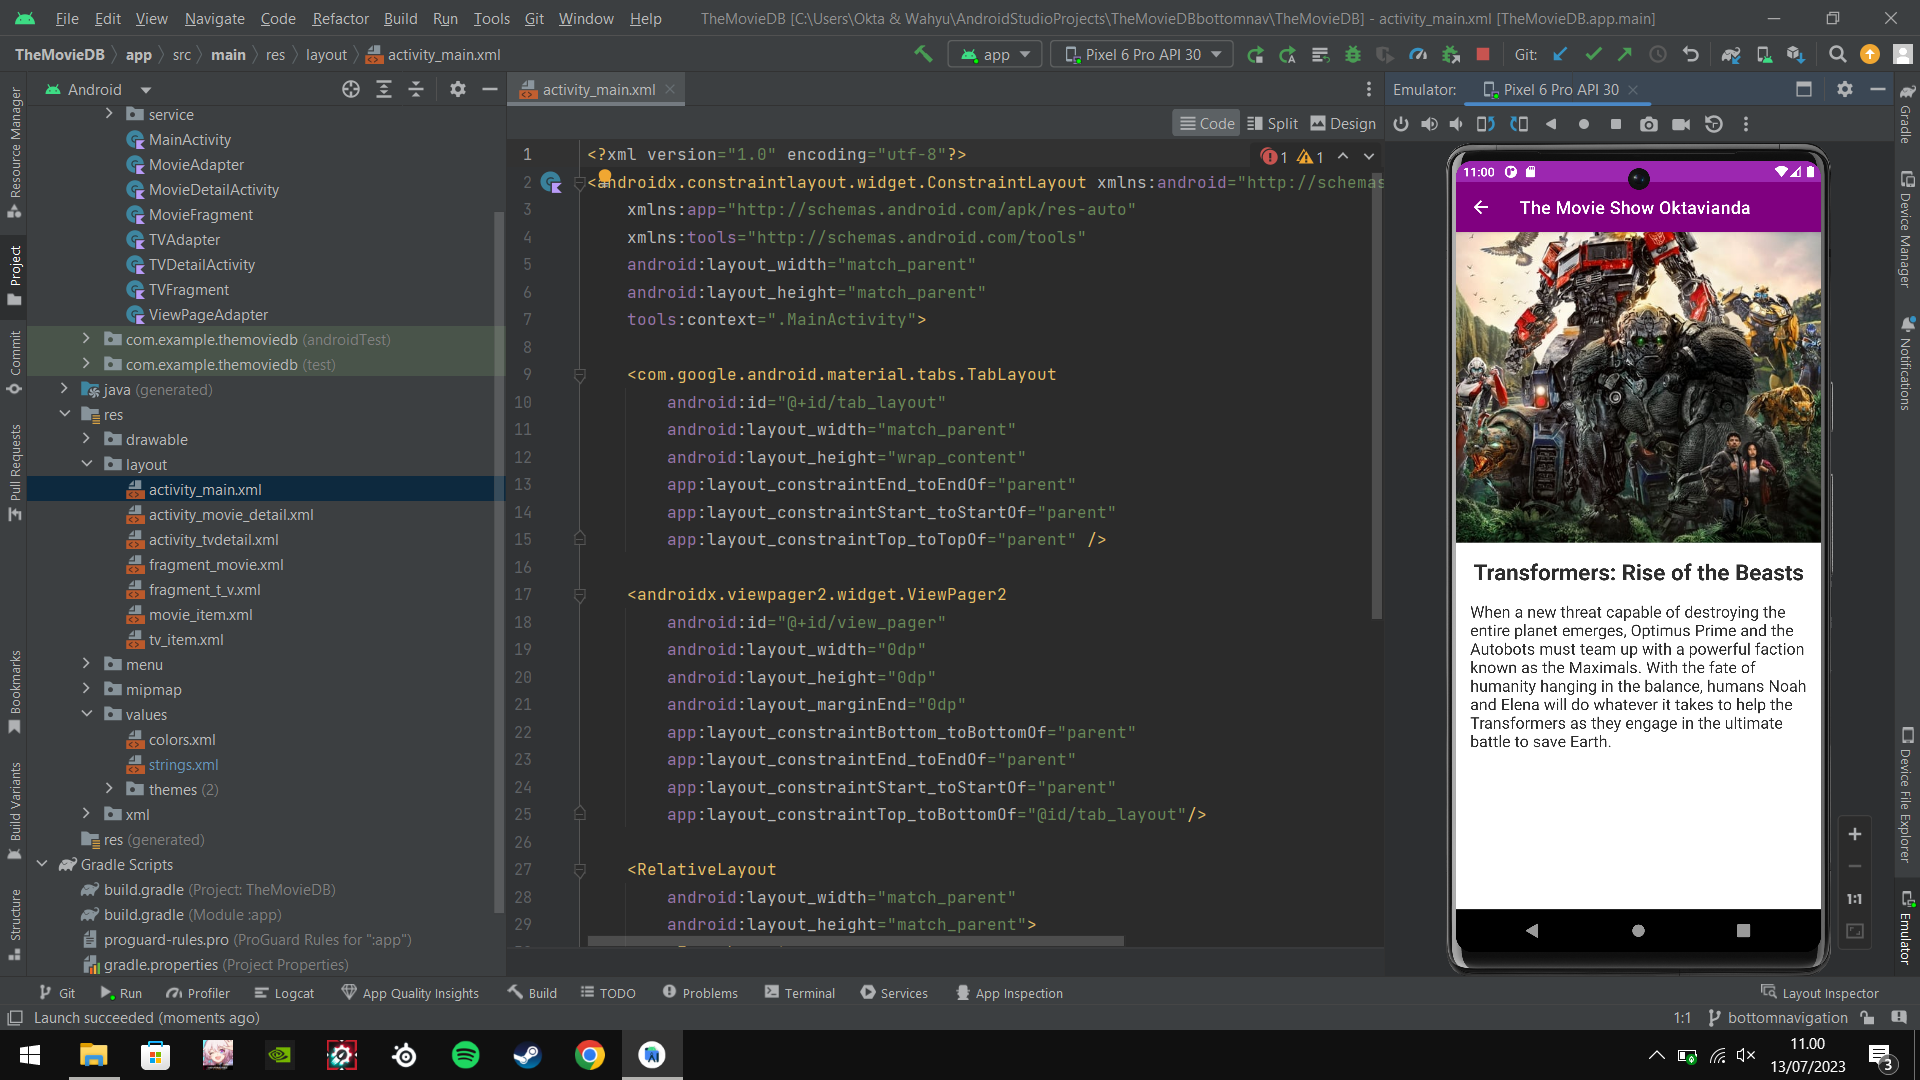 File Edit View Navigate Code Refactor Build Run Tools Git Window Help TheMovieDB [C:\Users\Okta & Wahyu\AndroidStudioProjects\TheMovieDBbottomnav\TheMovieDB] - activity_main.xml [TheMovieDB.app.main]
TheMovieDB app src main res layout activity_main.xml app Pixel 6 Pro API 30 Git:
Resource Manager
Project
Commit
Pull Requests
Bookmarks
Build Variants
Structure
Android
service
MainActivity
MovieAdapter
MovieDetailActivity
MovieFragment
TVAdapter
TVDetailActivity
TVFragment
ViewPageAdapter
com.example.themoviedb (androidTest)
com.example.themoviedb (test)
java (generated)
res
drawable
layout
activity_main.xml
activity_movie_detail.xml
activity_tvdetail.xml
fragment_movie.xml
fragment_t_v.xml
movie_item.xml
tv_item.xml
menu
mipmap
values
colors.xml
strings.xml
themes (2)
xml
res (generated)
Gradle Scripts
build.gradle (Project: TheMovieDB)
build.gradle (Module :app)
proguard-rules.pro (ProGuard Rules for ":app")
gradle.properties (Project Properties)
activity_main.xml
Code Split Design
1 1
1 <?xml version="1.0" encoding="utf-8"?>
2 <androidx.constraintlayout.widget.ConstraintLayout xmlns:android="http://schemas
3 xmlns:app="http://schemas.android.com/apk/res-auto"
4 xmlns:tools="http://schemas.android.com/tools"
5 android:layout_width="match_parent"
6 android:layout_height="match_parent"
7 tools:context=".MainActivity">
8
9 <com.google.android.material.tabs.TabLayout
10 android:id="@+id/tab_layout"
11 android:layout_width="match_parent"
12 android:layout_height="wrap_content"
13 app:layout_constraintEnd_toEndOf="parent"
14 app:layout_constraintStart_toStartOf="parent"
15 app:layout_constraintTop_toTopOf="parent" />
16
17 <androidx.viewpager2.widget.ViewPager2
18 android:id="@+id/view_pager"
19 android:layout_width="0dp"
20 android:layout_height="0dp"
21 android:layout_marginEnd="0dp"
22 app:layout_constraintBottom_toBottomOf="parent"
23 app:layout_constraintEnd_toEndOf="parent"
24 app:layout_constraintStart_toStartOf="parent"
25 app:layout_constraintTop_toBottomOf="@id/tab_layout"/>
26
27 <RelativeLayout
28 android:layout_width="match_parent"
29 android:layout_height="match_parent">
Emulator: Pixel 6 Pro API 30
11:00
The Movie Show Oktavianda
Transformers: Rise of the Beasts
When a new threat capable of destroying the
entire planet emerges, Optimus Prime and the
Autobots must team up with a powerful faction
known as the Maximals. With the fate of
humanity hanging in the balance, humans Noah
and Elena will do whatever it takes to help the
Transformers as they engage in the ultimate
battle to save Earth.
1:1
Gradle
Device Manager
Notifications
Device File Explorer
Emulator
Git Run Profiler Logcat App Quality Insights Build TODO Problems Terminal Services App Inspection Layout Inspector
Launch succeeded (moments ago) 1:1 bottomnavigation
11.00
13/07/2023
3